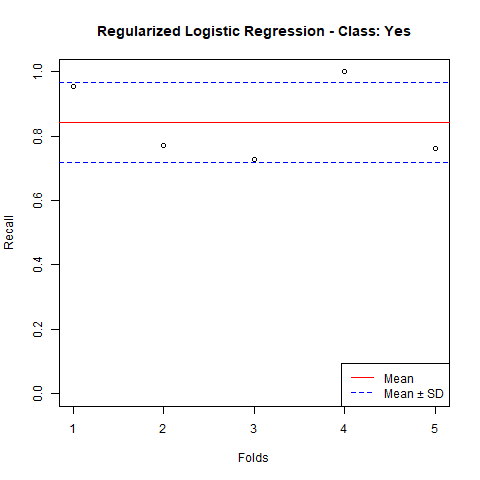 Regularized Logistic Regression - Class: Yes
Recall
1.0
0.8
0.6
0.4
0.2
0.0
Mean
Mean ± SD
1 2 3 4 5
Folds